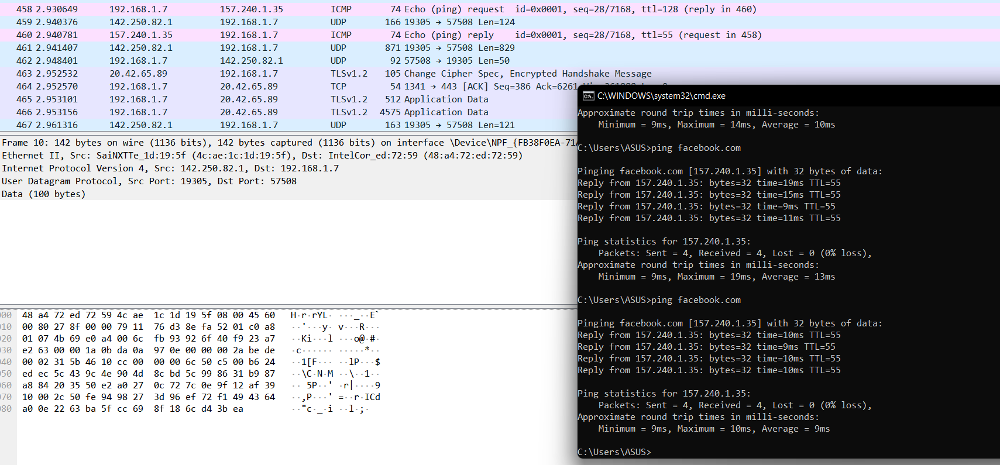 458 2.930649 192.168.1.7 157.240.1.35 ICMP 74 Echo (ping) request id=0x0001, seq=28/7168, ttl=128 (reply in 460)
459 2.940376 142.250.82.1 192.168.1.7 UDP 166 19305 → 57508 Len=124
460 2.940781 157.240.1.35 192.168.1.7 ICMP 74 Echo (ping) reply id=0x0001, seq=28/7168, ttl=55 (request in 458)
461 2.941407 142.250.82.1 192.168.1.7 UDP 871 19305 → 57508 Len=829
462 2.948401 192.168.1.7 142.250.82.1 UDP 92 57508 → 19305 Len=50
463 2.952532 20.42.65.89 192.168.1.7 TLSv1.2 105 Change Cipher Spec, Encrypted Handshake Message
464 2.952570 192.168.1.7 20.42.65.89 TCP 54 1341 → 443 [ACK] Seq=386 Ack=6261
465 2.953101 192.168.1.7 20.42.65.89 TLSv1.2 512 Application Data
466 2.953156 192.168.1.7 20.42.65.89 TLSv1.2 4575 Application Data
467 2.961316 142.250.82.1 192.168.1.7 UDP 163 19305 → 57508 Len=121
Frame 10: 142 bytes on wire (1136 bits), 142 bytes captured (1136 bits) on interface \Device\NPF_{FB38F0EA-71
Ethernet II, Src: SaiNXTTe_1d:19:5f (4c:ae:1c:1d:19:5f), Dst: IntelCor_ed:72:59 (48:a4:72:ed:72:59)
Internet Protocol Version 4, Src: 142.250.82.1, Dst: 192.168.1.7
User Datagram Protocol, Src Port: 19305, Dst Port: 57508
Data (100 bytes)
00 48 a4 72 ed 72 59 4c ae 1c 1d 19 5f 08 00 45 60 H·r·rYL· ···_··E`
10 00 80 27 8f 00 00 79 11 76 d3 8e fa 52 01 c0 a8 ··'···y· v···R···
20 01 07 4b 69 e0 a4 00 6c fb 93 92 6f 40 f9 23 a7 ··Ki···l ···o@·#·
30 e2 63 00 00 1a 0b da 0a 97 0e 00 00 00 2a be de ·c······ ·····*··
40 00 02 31 5b 46 10 cc 00 00 00 6c 50 c5 00 b6 24 ··1[F··· ··lP···$
50 ed ec 5c 43 9c 4e 90 4d 8c bd 5c 99 86 31 b9 87 ··\C·N·M ··\··1··
60 a8 84 20 35 50 e2 a0 27 0c 72 7c 0e 9f 12 af 39 ·· 5P··' ·r|····9
70 10 00 2c 50 fe 94 98 27 3d 96 ef 72 f1 49 43 64 ··,P···' =··r·ICd
80 a0 0e 22 63 ba 5f cc 69 8f 18 6c d4 3b ea ··"c·_·i ··l·;·
C:\WINDOWS\system32\cmd.exe
Approximate round trip times in milli-seconds:
Minimum = 9ms, Maximum = 14ms, Average = 10ms
C:\Users\ASUS>ping facebook.com
Pinging facebook.com [157.240.1.35] with 32 bytes of data:
Reply from 157.240.1.35: bytes=32 time=19ms TTL=55
Reply from 157.240.1.35: bytes=32 time=15ms TTL=55
Reply from 157.240.1.35: bytes=32 time=9ms TTL=55
Reply from 157.240.1.35: bytes=32 time=11ms TTL=55
Ping statistics for 157.240.1.35:
Packets: Sent = 4, Received = 4, Lost = 0 (0% loss),
Approximate round trip times in milli-seconds:
Minimum = 9ms, Maximum = 19ms, Average = 13ms
C:\Users\ASUS>ping facebook.com
Pinging facebook.com [157.240.1.35] with 32 bytes of data:
Reply from 157.240.1.35: bytes=32 time=10ms TTL=55
Reply from 157.240.1.35: bytes=32 time=9ms TTL=55
Reply from 157.240.1.35: bytes=32 time=10ms TTL=55
Reply from 157.240.1.35: bytes=32 time=10ms TTL=55
Ping statistics for 157.240.1.35:
Packets: Sent = 4, Received = 4, Lost = 0 (0% loss),
Approximate round trip times in milli-seconds:
Minimum = 9ms, Maximum = 10ms, Average = 9ms
C:\Users\ASUS>